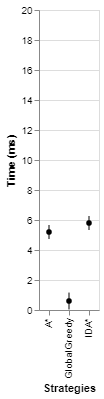 20
18
16
14
12
10
8
6
4
2
0
Time (ms)
A*
GlobalGreedy
IDA*
Strategies